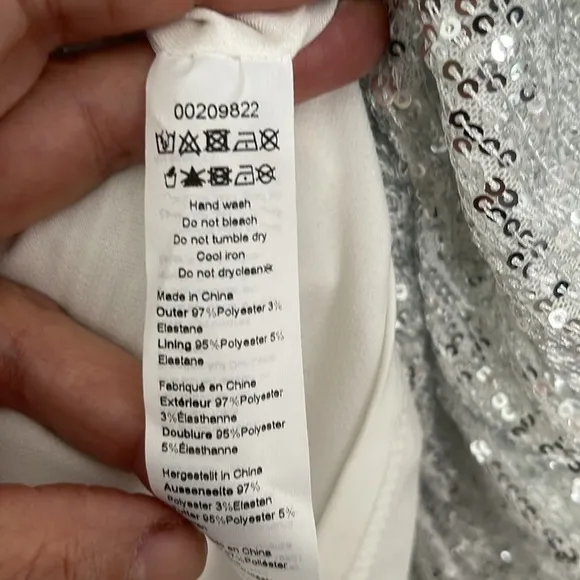 00209822
Hand wash
Do not bleach
Do not tumble dry
Cool iron
Do not dryclean
Made in China
Outer 97%Polyester 3%
Elastane
Lining 95%Polyester 5%
Elastane
Fabriqué en Chine
Extérieur 97%Polyester
3%Élasthanne
Doublure 95%Polyester
5%Élasthanne
Hergestellt in China
Aussenseite 97%
Polyester 3%Elasten
95%Polyester 5%
en China